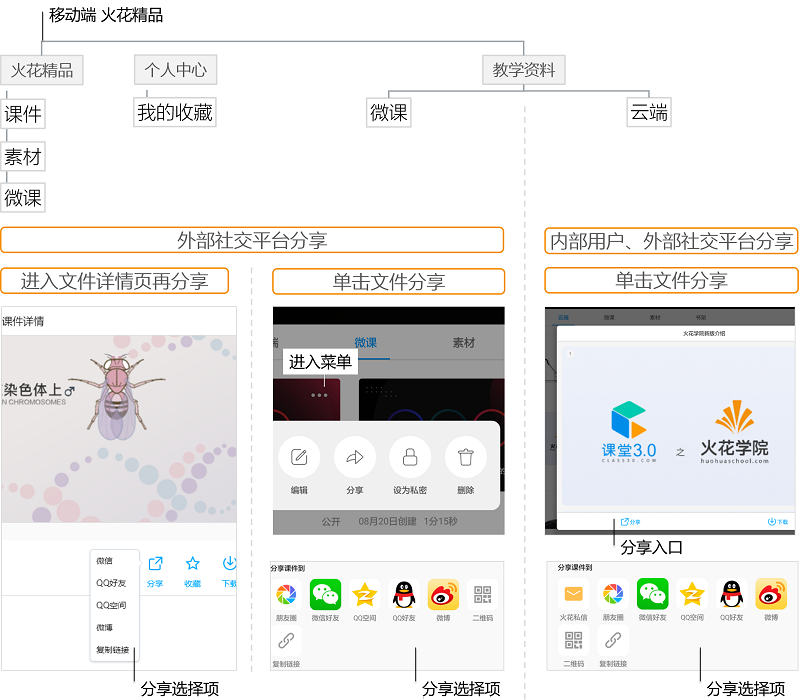 移动端 火花精品
火花精品
个人中心
教学资料
课件
我的收藏
微课
云端
素材
微课
外部社交平台分享
内部用户、外部社交平台分享
进入文件详情页再分享
单击文件分享
单击文件分享
课件详情
染色体上♂
N CHROMOSOMES
微信
QQ好友
QQ空间
微博
复制链接
分享
收藏
下载
分享选择项
端
微课
素材
进入菜单
编辑
分享
设为私密
删除
公开 08月20日创建 1分15秒
分享课件到
朋友圈
微信好友
QQ空间
QQ好友
微博
二维码
复制链接
分享选择项
云端
微课
素材
书架
火花学院新版介绍
1
课堂3.0
CLASS30.COM
之
火花学院
huohuaschool.com
分享
下载
分享入口
分享课件到
火花私信
朋友圈
微信好友
QQ空间
QQ好友
微博
二维码
复制链接
分享选择项